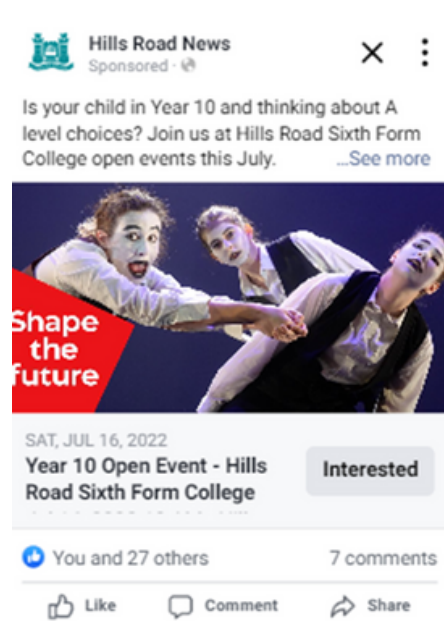 Hills Road News
Sponsored ·
Is your child in Year 10 and thinking about A
level choices? Join us at Hills Road Sixth Form
College open events this July. ...See more
Shape
the
future
SAT, JUL 16, 2022
Year 10 Open Event - Hills
Road Sixth Form College
Interested
You and 27 others
7 comments
Like
Comment
Share